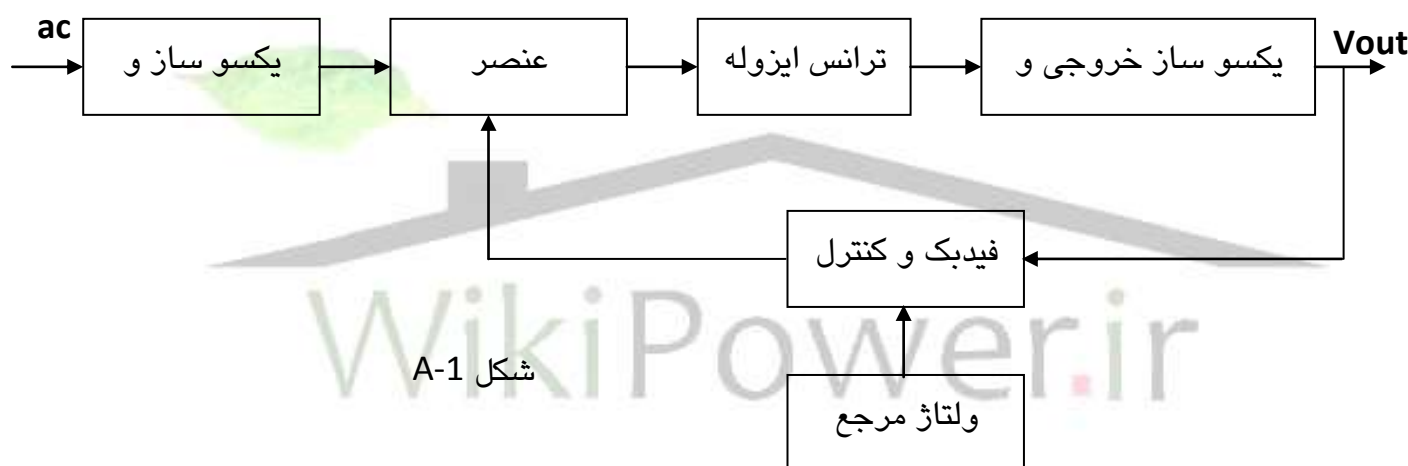 ac
یکسو ساز و
عنصر
ترانس ایزوله
یکسو ساز خروجی و
Vout
فیدبک و کنترل
WikiPower.ir
شکل A-1
ولتاژ مرجع